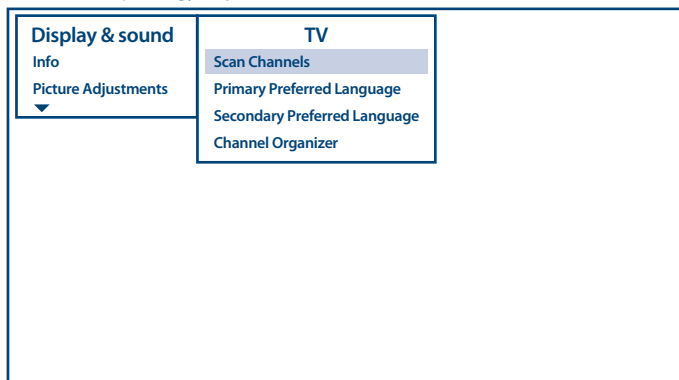 Display & sound
Info
Picture Adjustments
TV
Scan Channels
Primary Preferred Language
Secondary Preferred Language
Channel Organizer